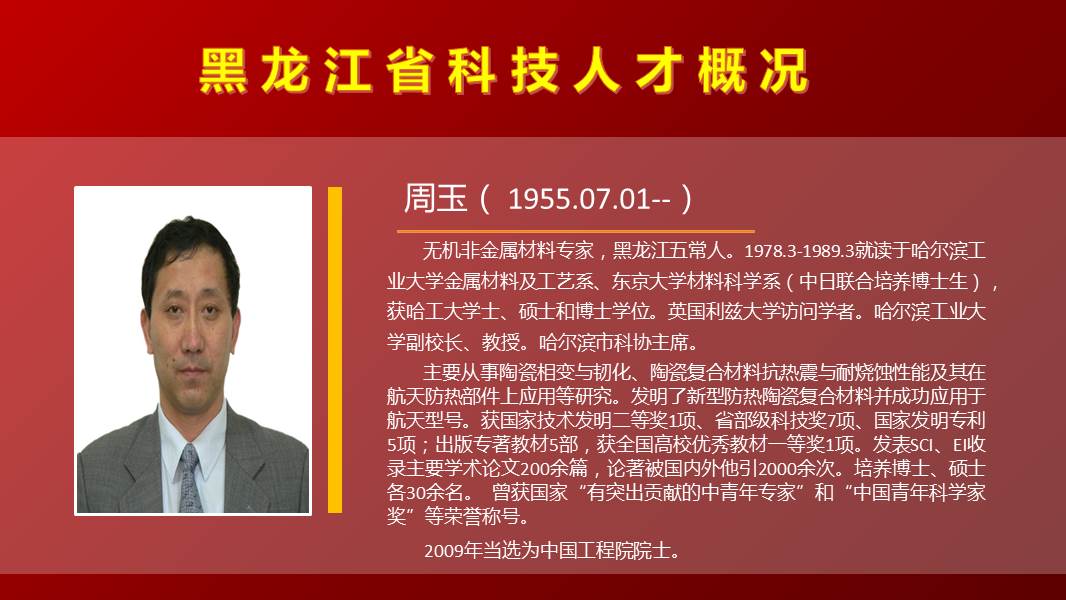 黑龙江省科技人才概况
周玉（ 1955.07.01--）
无机非金属材料专家，黑龙江五常人。1978.3-1989.3就读于哈尔滨工
业大学金属材料及工艺系、东京大学材料科学系（中日联合培养博士生），
获哈工大学士、硕士和博士学位。英国利兹大学访问学者。哈尔滨工业大
学副校长、教授。哈尔滨市科协主席。
主要从事陶瓷相变与韧化、陶瓷复合材料抗热震与耐烧蚀性能及其在
航天防热部件上应用等研究。发明了新型防热陶瓷复合材料并成功应用于
航天型号。获国家技术发明二等奖1项、省部级科技奖7项、国家发明专利
5项；出版专著教材5部，获全国高校优秀教材一等奖1项。发表SCI、EI收
录主要学术论文200余篇，论著被国内外他引2000余次。培养博士、硕士
各30余名。 曾获国家“有突出贡献的中青年专家”和“中国青年科学家
奖”等荣誉称号。
2009年当选为中国工程院院士。